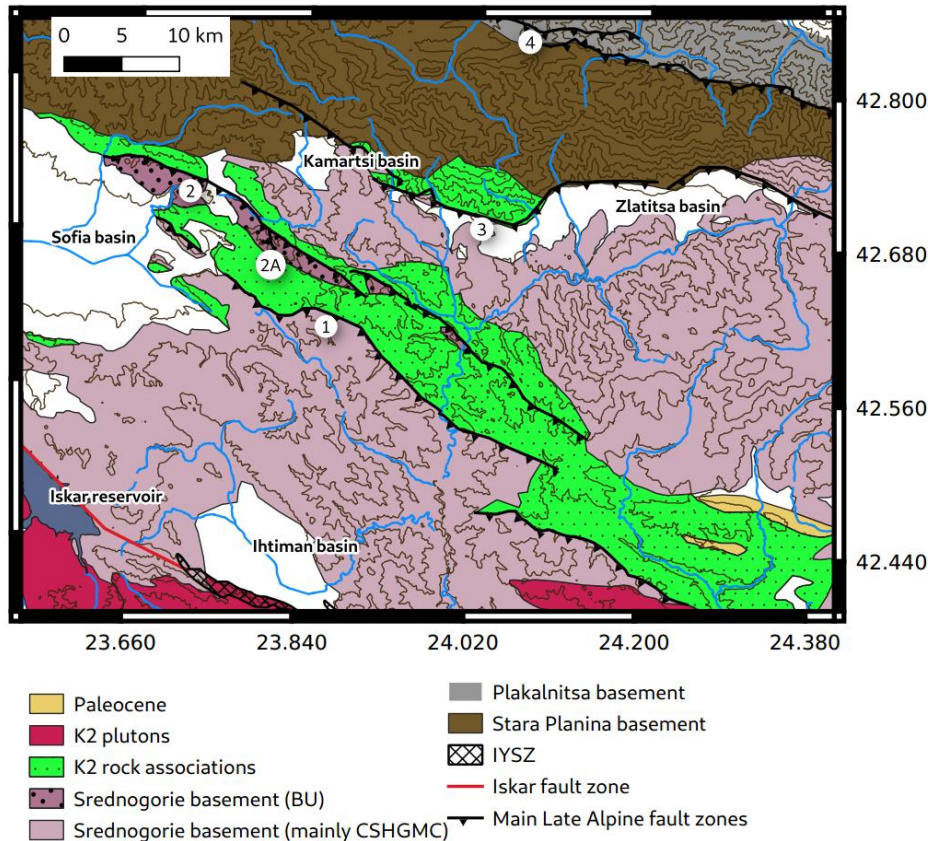 0 5 10 km
4
42.800
Kamartsi basin
2
Zlatitsa basin
3
Sofia basin
42.680
2A
1
42.560
Iskar reservoir
Ihtiman basin
42.440
23.660 23.840 24.020 24.200 24.380
Paleocene
K2 plutons
K2 rock associations
Srednogorie basement (BU)
Srednogorie basement (mainly CSHGMC)
Plakalnitsa basement
Stara Planina basement
IYSZ
Iskar fault zone
Main Late Alpine fault zones